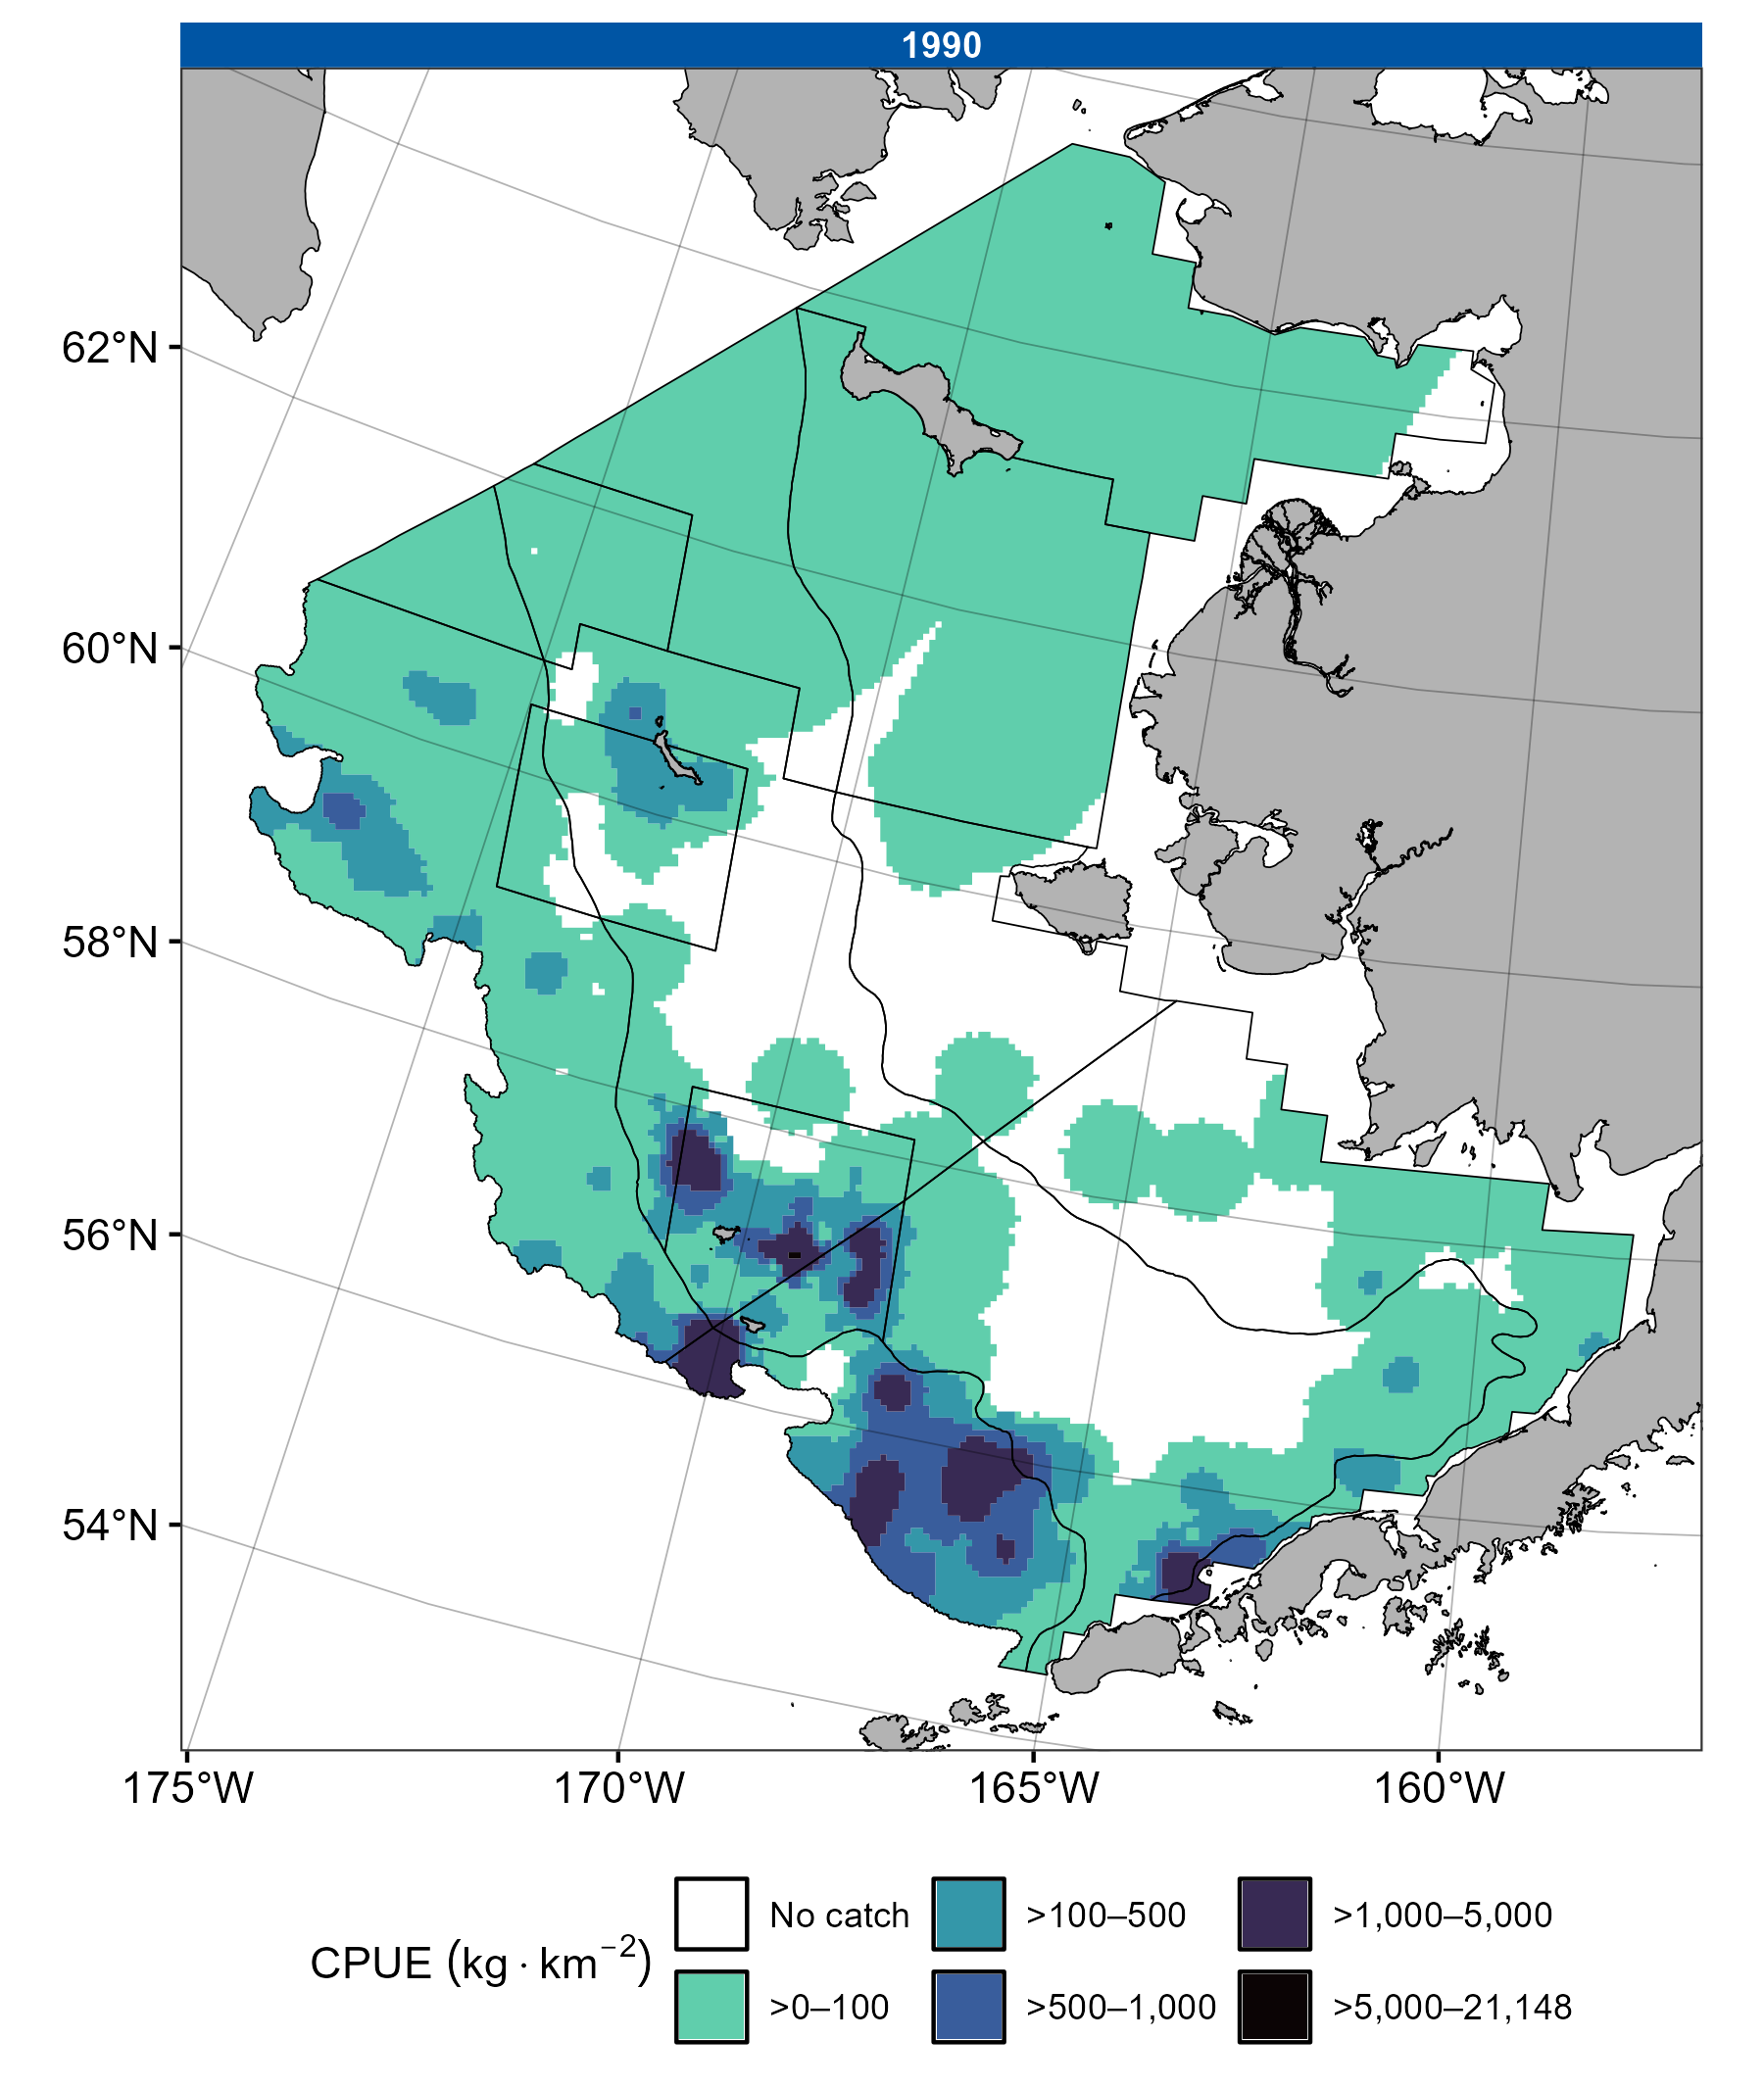 1990
62°N
60°N
58°N
56°N
54°N
175°W 170°W 165°W 160°W
CPUE (kg · km⁻²)
No catch >100–500 >1,000–5,000
>0–100 >500–1,000 >5,000–21,148